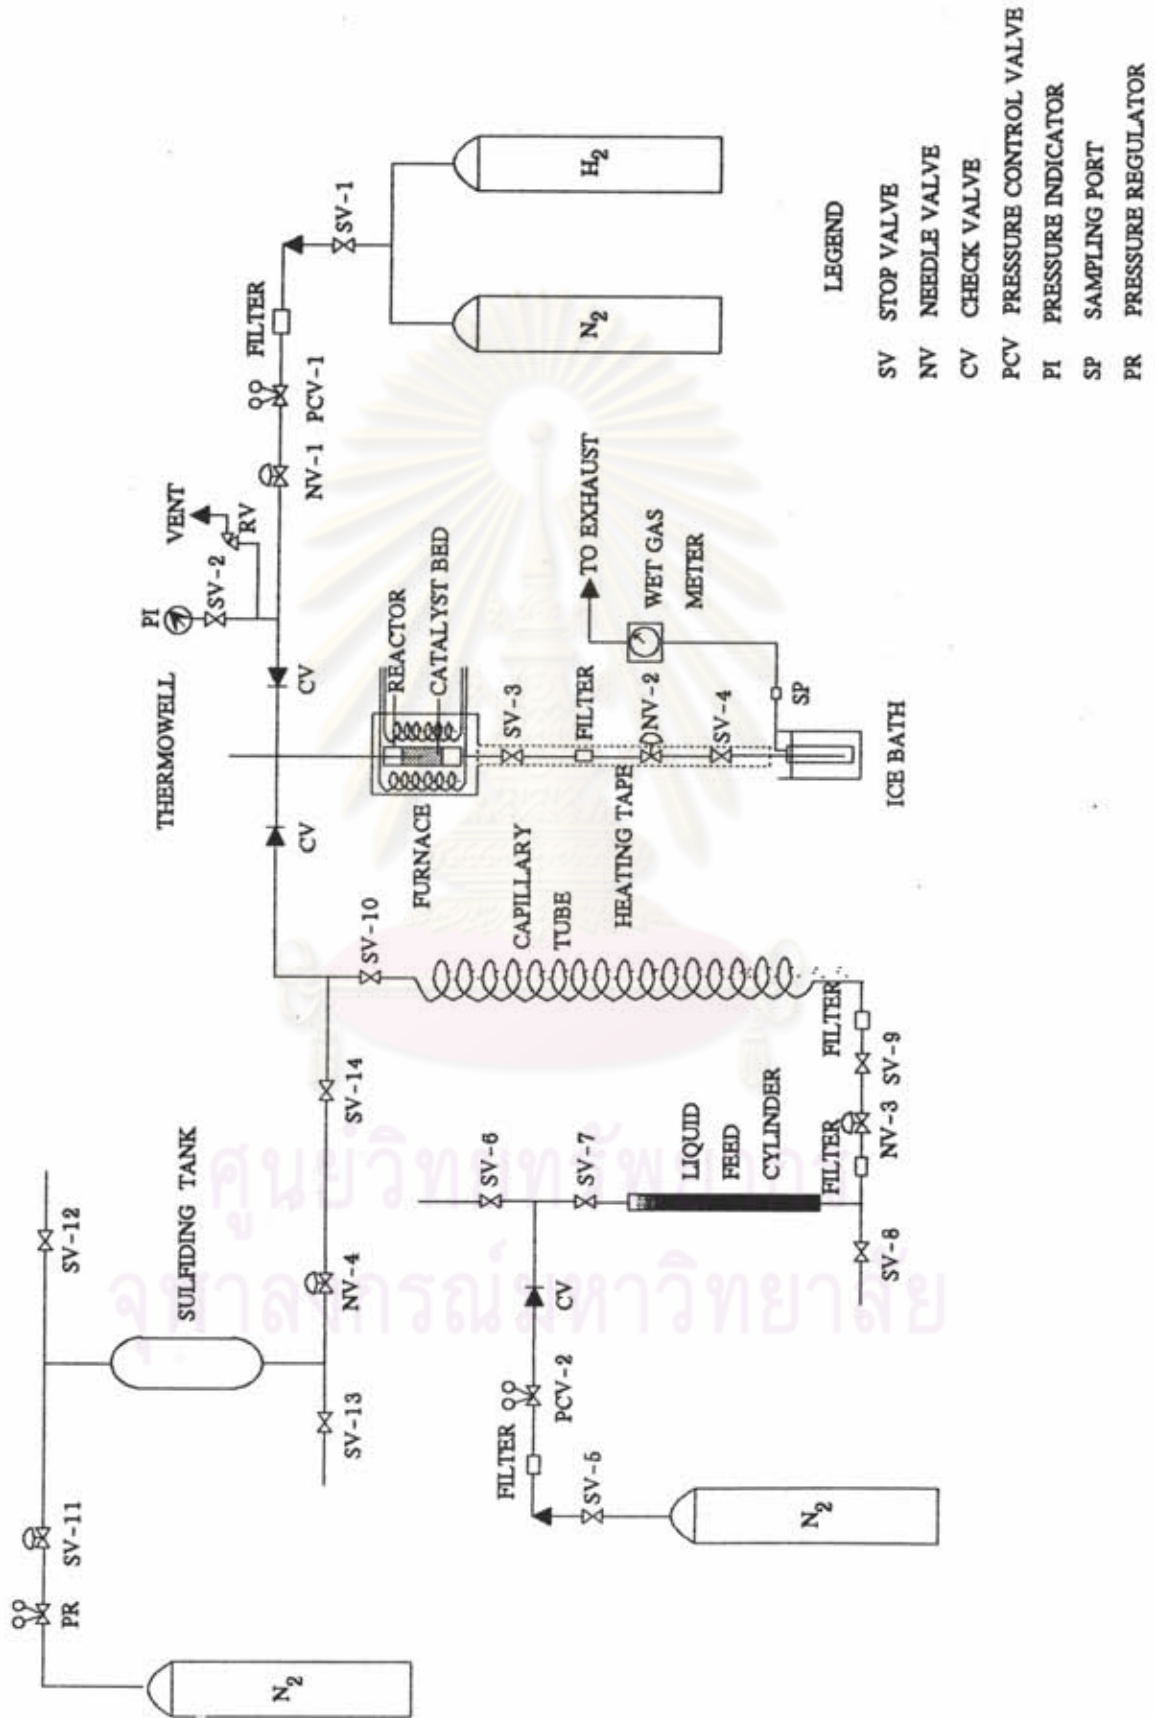 N2
PR
SV-11
SV-12
SULFIDING TANK
SV-13
NV-4
SV-14
N2
SV-5
FILTER
PCV-2
CV
SV-6
SV-7
LIQUID
FEED
CYLINDER
SV-8
FILTER
NV-3
SV-9
FILTER
CAPILLARY
TUBE
SV-10
CV
THERMOWELL
CV
FURNACE
REACTOR
CATALYST BED
HEATING TAPE
SV-3
FILTER
NV-2
SV-4
ICE BATH
SP
WET GAS
METER
TO EXHAUST
PI
SV-2
VENT
RV
NV-1
PCV-1
FILTER
SV-1
N2
H2
LEGEND
SV STOP VALVE
NV NEEDLE VALVE
CV CHECK VALVE
PCV PRESSURE CONTROL VALVE
PI PRESSURE INDICATOR
SP SAMPLING PORT
PR PRESSURE REGULATOR
ศูนย์วิทยทรัพยากร
จุฬาลงกรณ์มหาวิทยาลัย